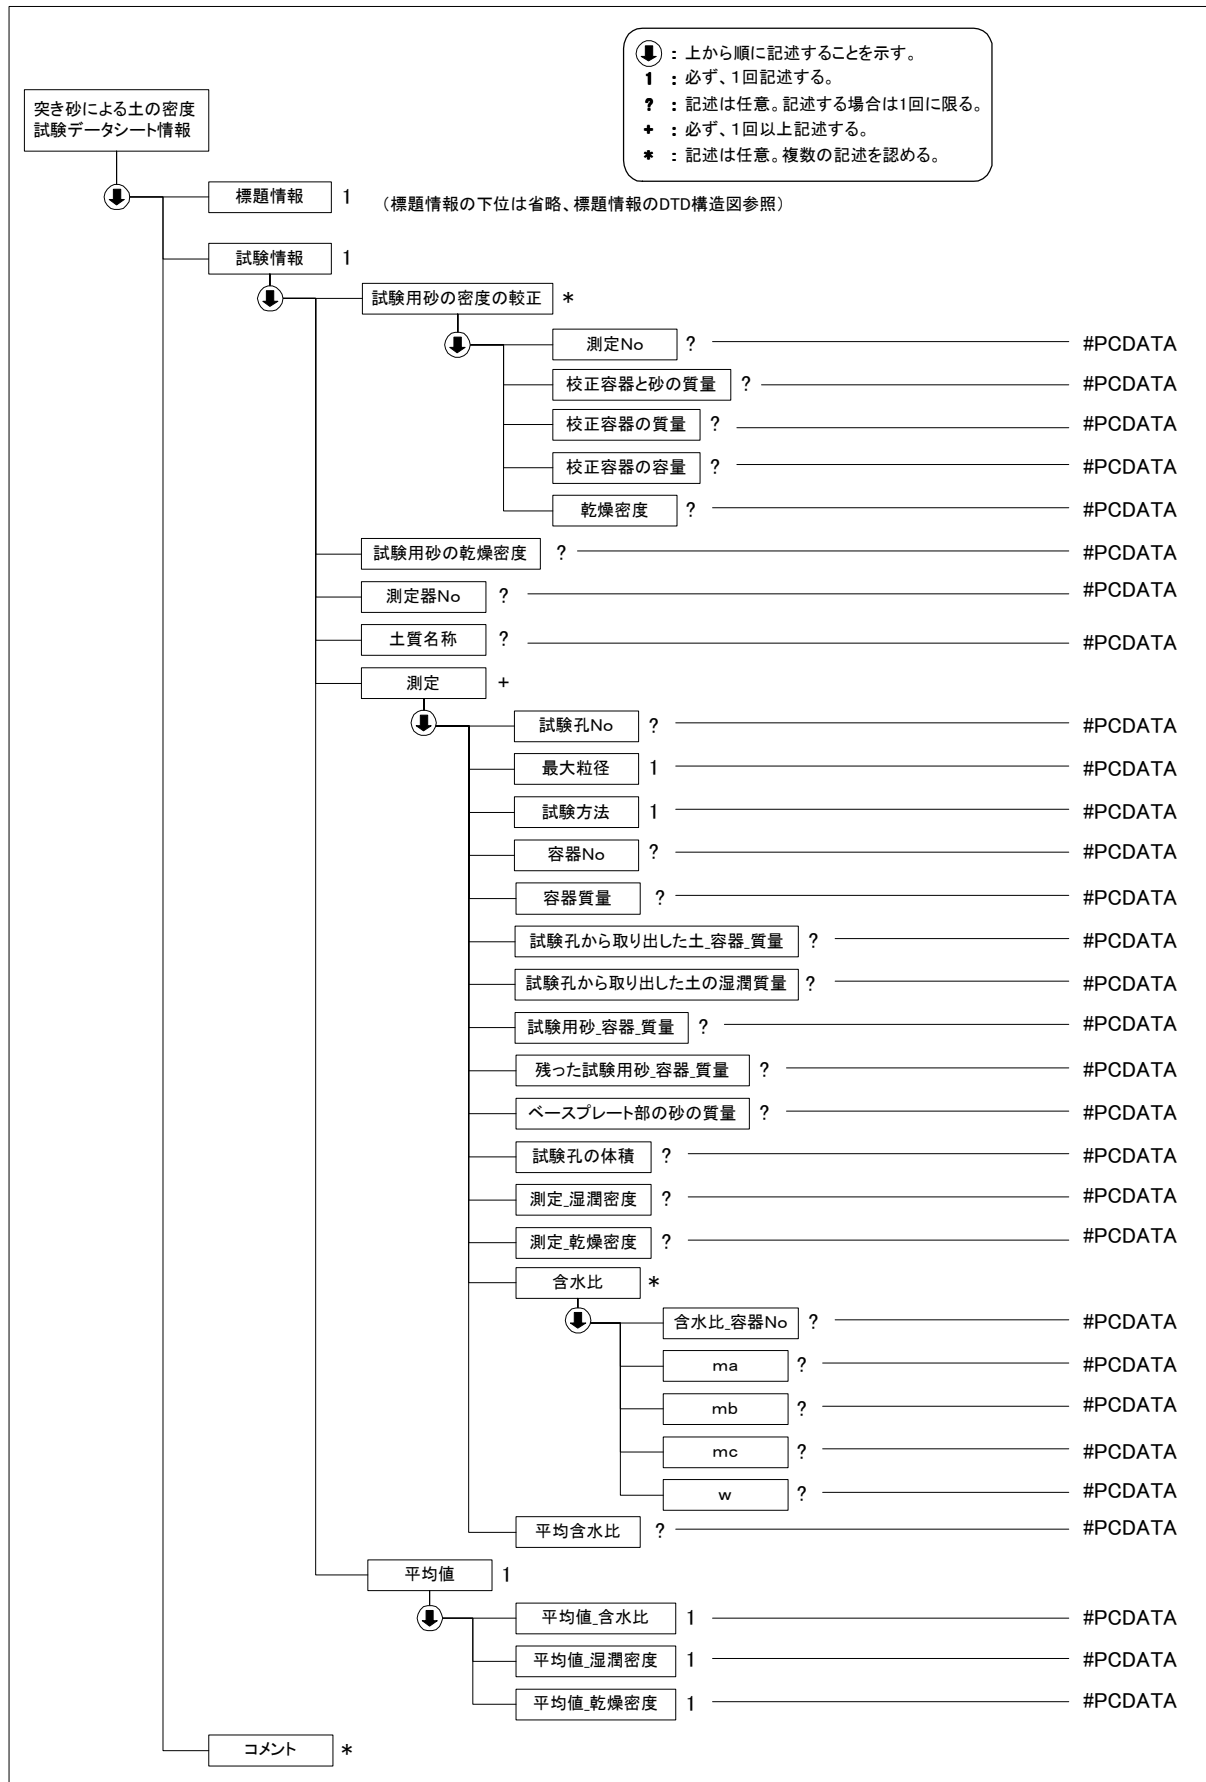 ⬇ : 上から順に記述することを示す。
1 : 必ず、1回記述する。
? : 記述は任意。記述する場合は1回に限る。
+ : 必ず、1回以上記述する。
* : 記述は任意。複数の記述を認める。
突き砂による土の密度
試験データシート情報
標題情報 1 (標題情報の下位は省略、標題情報のDTD構造図参照)
試験情報 1
試験用砂の密度の較正 *
測定No ? #PCDATA
校正容器と砂の質量 ? #PCDATA
校正容器の質量 ? #PCDATA
校正容器の容量 ? #PCDATA
乾燥密度 ? #PCDATA
試験用砂の乾燥密度 ? #PCDATA
測定器No ? #PCDATA
土質名称 ? #PCDATA
測定 +
試験孔No ? #PCDATA
最大粒径 1 #PCDATA
試験方法 1 #PCDATA
容器No ? #PCDATA
容器質量 ? #PCDATA
試験孔から取り出した土_容器_質量 ? #PCDATA
試験孔から取り出した土の湿潤質量 ? #PCDATA
試験用砂_容器_質量 ? #PCDATA
残った試験用砂_容器_質量 ? #PCDATA
ベースプレート部の砂の質量 ? #PCDATA
試験孔の体積 ? #PCDATA
測定_湿潤密度 ? #PCDATA
測定_乾燥密度 ? #PCDATA
含水比 *
含水比_容器No ? #PCDATA
ma ? #PCDATA
mb ? #PCDATA
mc ? #PCDATA
w ? #PCDATA
平均含水比 ? #PCDATA
平均値 1
平均値_含水比 1 #PCDATA
平均値_湿潤密度 1 #PCDATA
平均値_乾燥密度 1 #PCDATA
コメント *